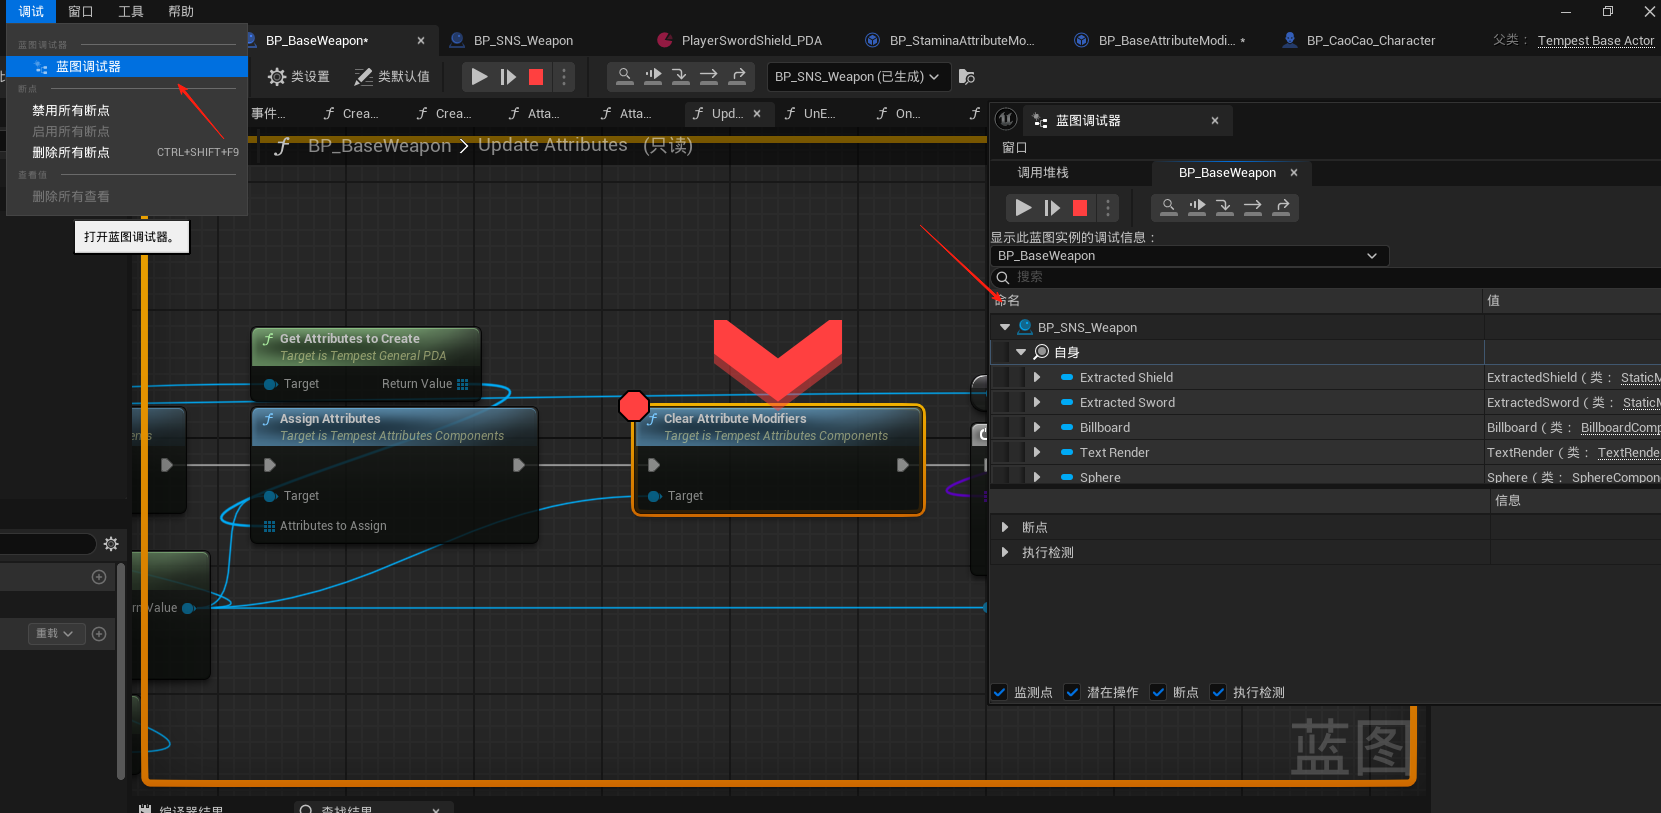 调试 窗口 工具 帮助
BP_BaseWeapon*
BP_SNS_Weapon
PlayerSwordShield_PDA
BP_StaminaAttributeMo...
BP_BaseAttributeModi... *
BP_CaoCao_Character
父类： Tempest Base Actor
蓝图调试器
蓝图调试器
断点
禁用所有断点
启用所有断点
删除所有断点 CTRL+SHIFT+F9
查看值
删除所有查看
打开蓝图调试器。
类设置
类默认值
BP_SNS_Weapon (已生成)
事件...
Crea...
Crea...
Atta...
Atta...
Upd...
UnE...
On...
BP_BaseWeapon > Update Attributes (只读)
Get Attributes to Create
Target is Tempest General PDA
Target Return Value
Assign Attributes
Target is Tempest Attributes Components
Target
Attributes to Assign
Clear Attribute Modifiers
Target is Tempest Attributes Components
Target
ents
rn Value
重载
蓝图调试器
窗口
调用堆栈
BP_BaseWeapon
显示此蓝图实例的调试信息：
BP_BaseWeapon
搜索
命名 值
BP_SNS_Weapon
自身
Extracted Shield ExtractedShield ( 类： StaticM
Extracted Sword ExtractedSword ( 类： StaticM
Billboard Billboard ( 类： BillboardComp
Text Render TextRender ( 类： TextRende
Sphere Sphere ( 类： SphereCompon
信息
断点
执行检测
监测点 潜在操作 断点 执行检测
蓝图
编译器结果
查找结果